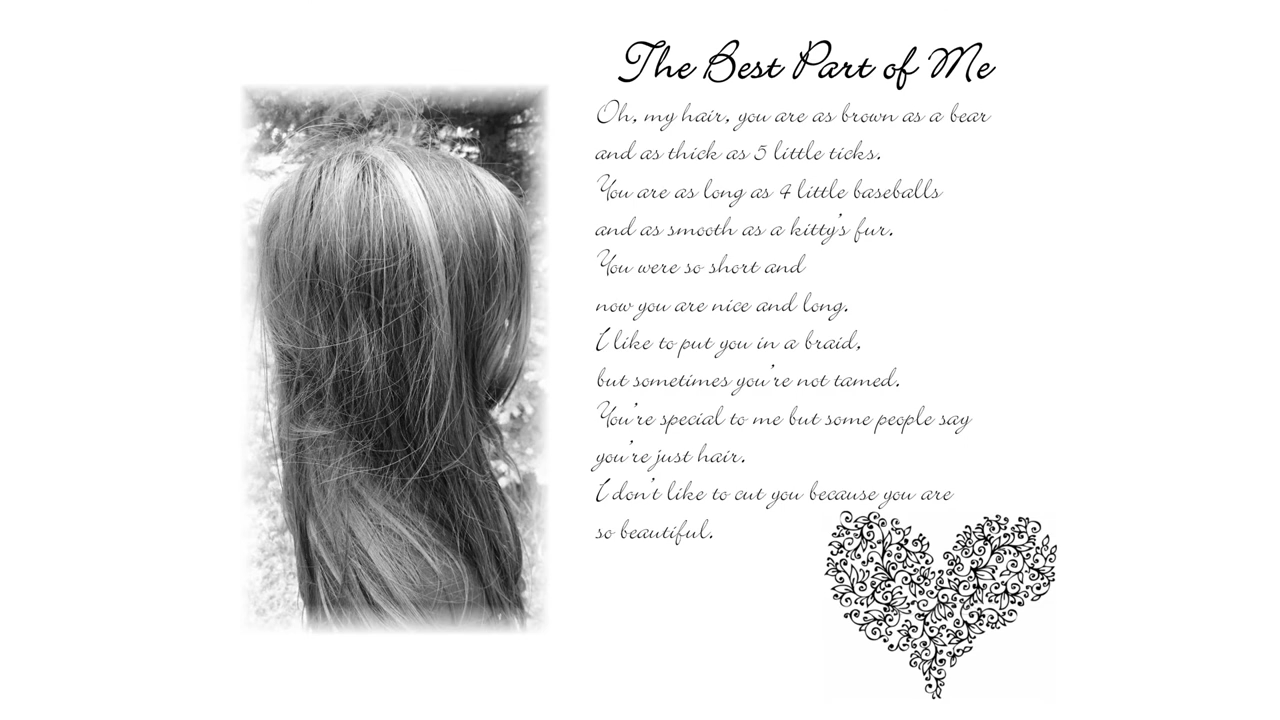 The Best Part of Me
Oh, my hair, you are as brown as a bear
and as thick as 5 little ticks.
You are as long as 4 little baseballs
and as smooth as a kitty's fur.
You were so short and
now you are nice and long.
I like to put you in a braid,
but sometimes you're not tamed.
You're special to me but some people say
you're just hair.
I don't like to cut you because you are
so beautiful.